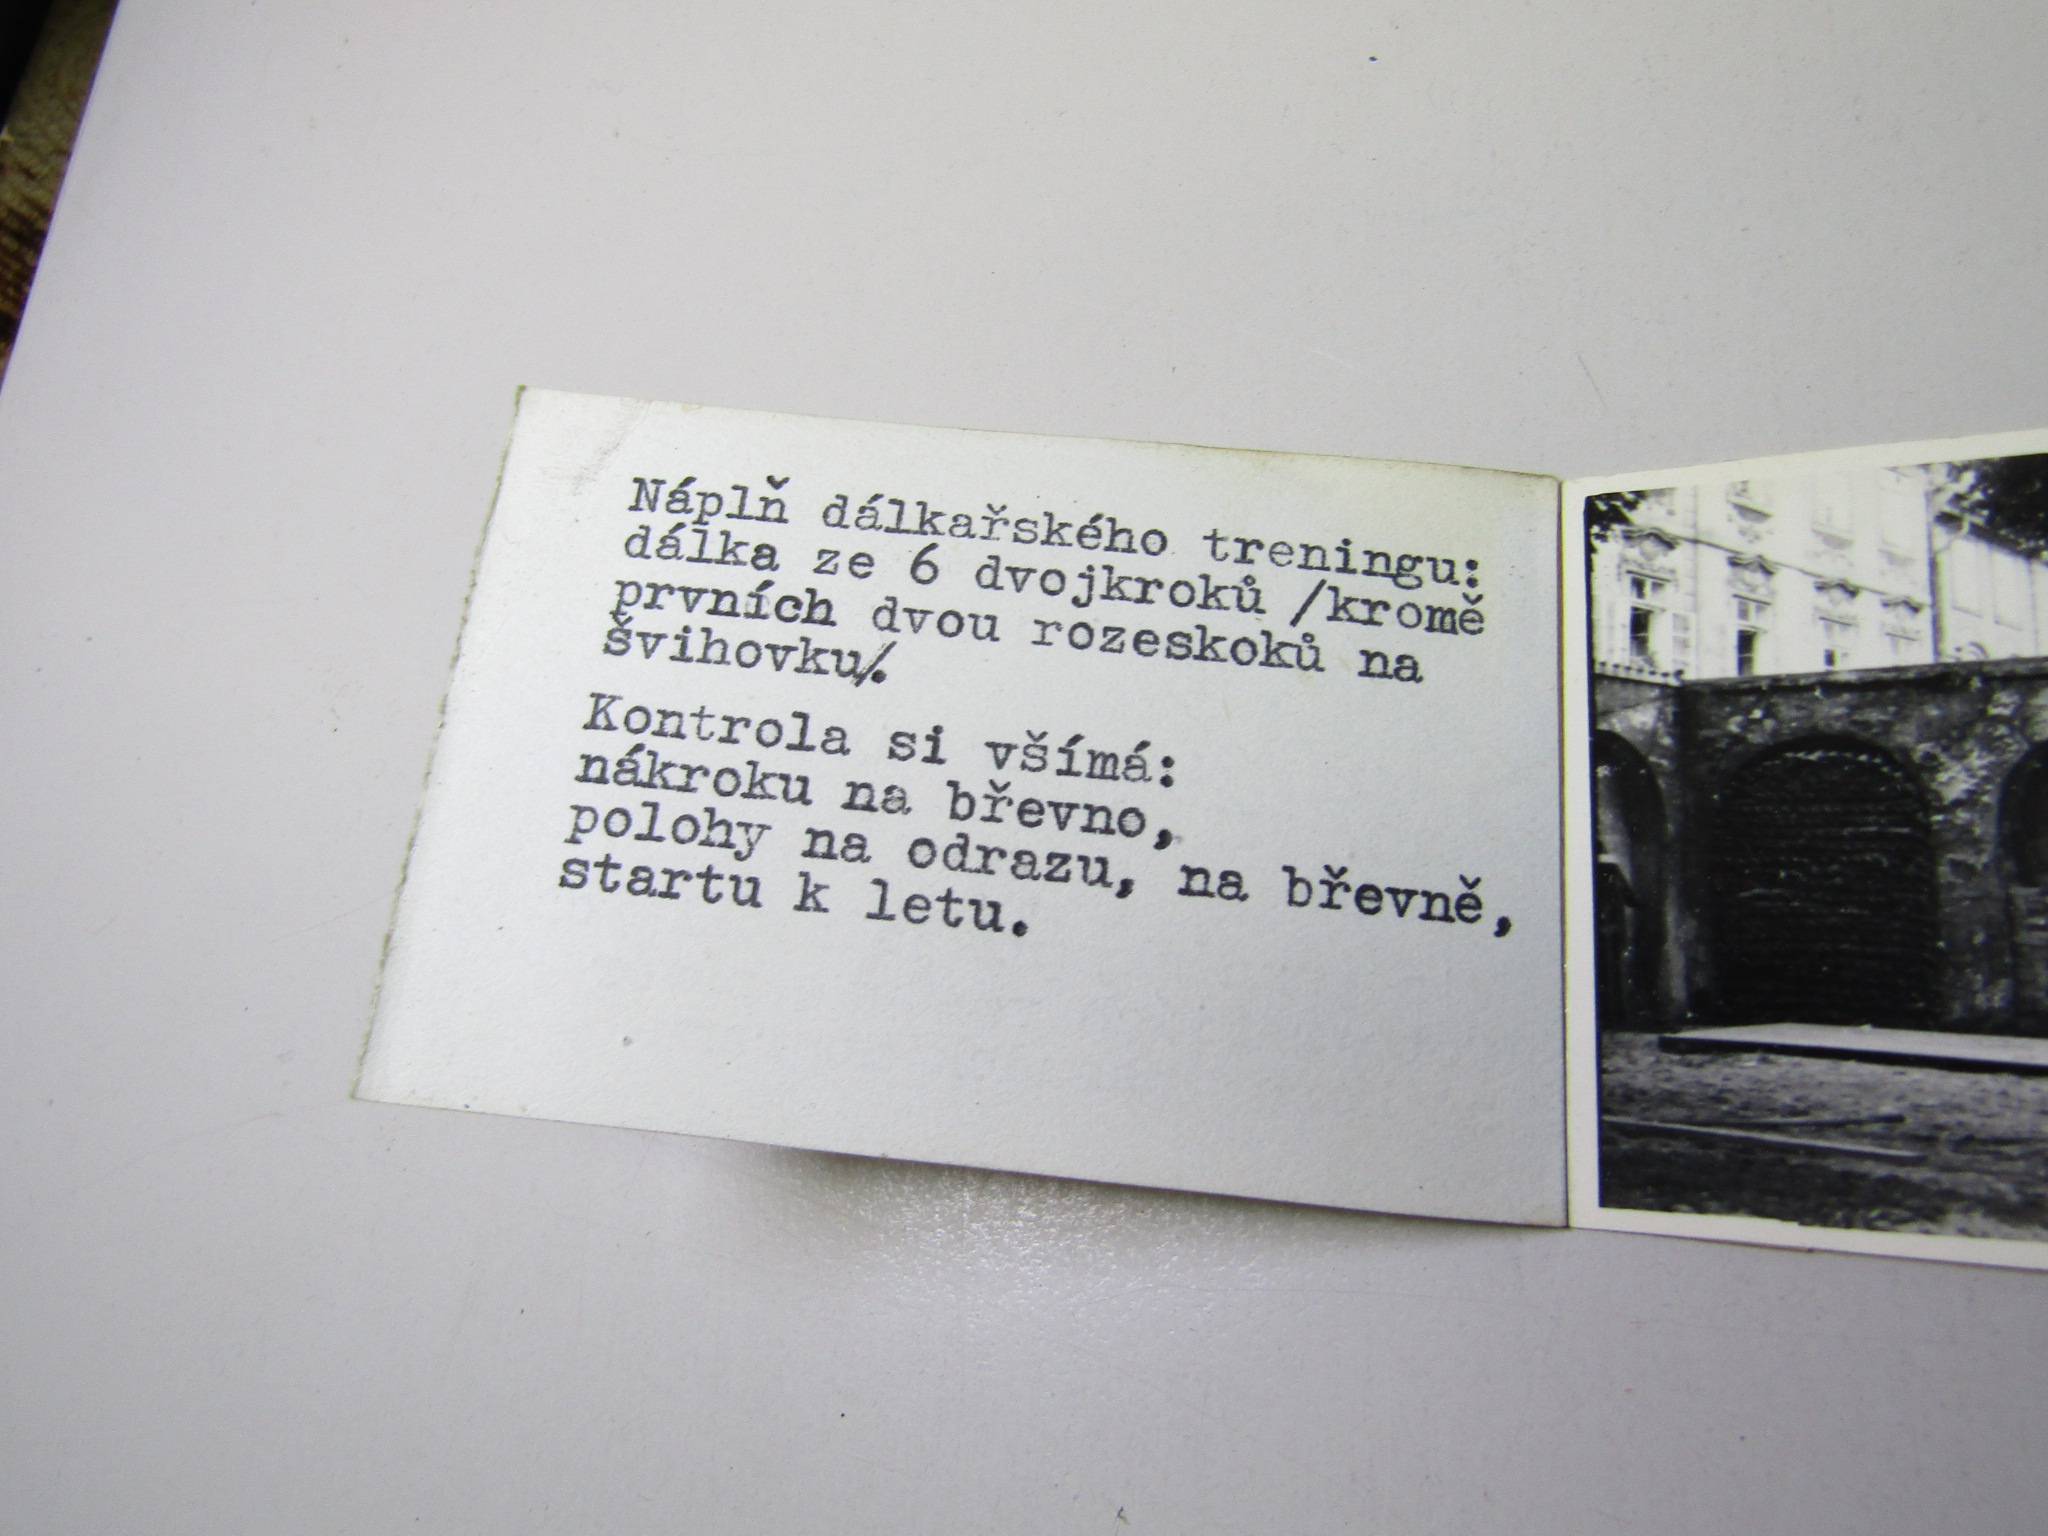 Náplň dálkařského treningu:
dálka ze 6 dvojkroků /kromě
prvních dvou rozeskoků na
švihovku/.
Kontrola si všímá:
nákroku na břevno,
polohy na odrazu, na břevně,
startu k letu.